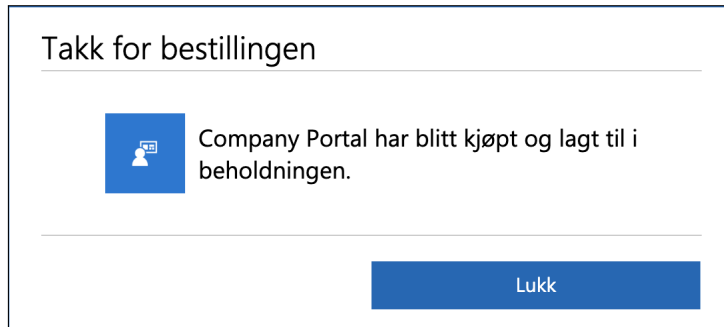 Takk for bestillingen
Company Portal har blitt kjøpt og lagt til i
beholdningen.
Lukk